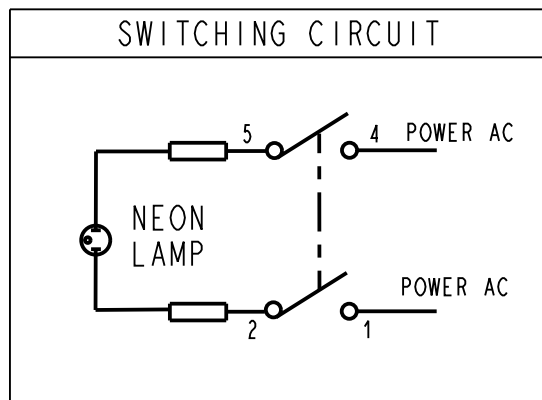 SWITCHING CIRCUIT
5
4
POWER AC
NEON
LAMP
POWER AC
2
1